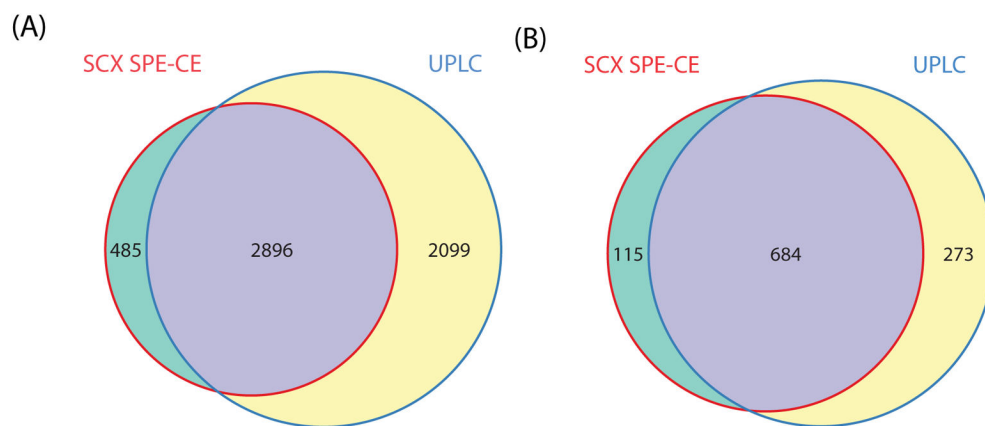 (A)
SCX SPE-CE UPLC
485 2896 2099
(B)
SCX SPE-CE UPLC
115 684 273